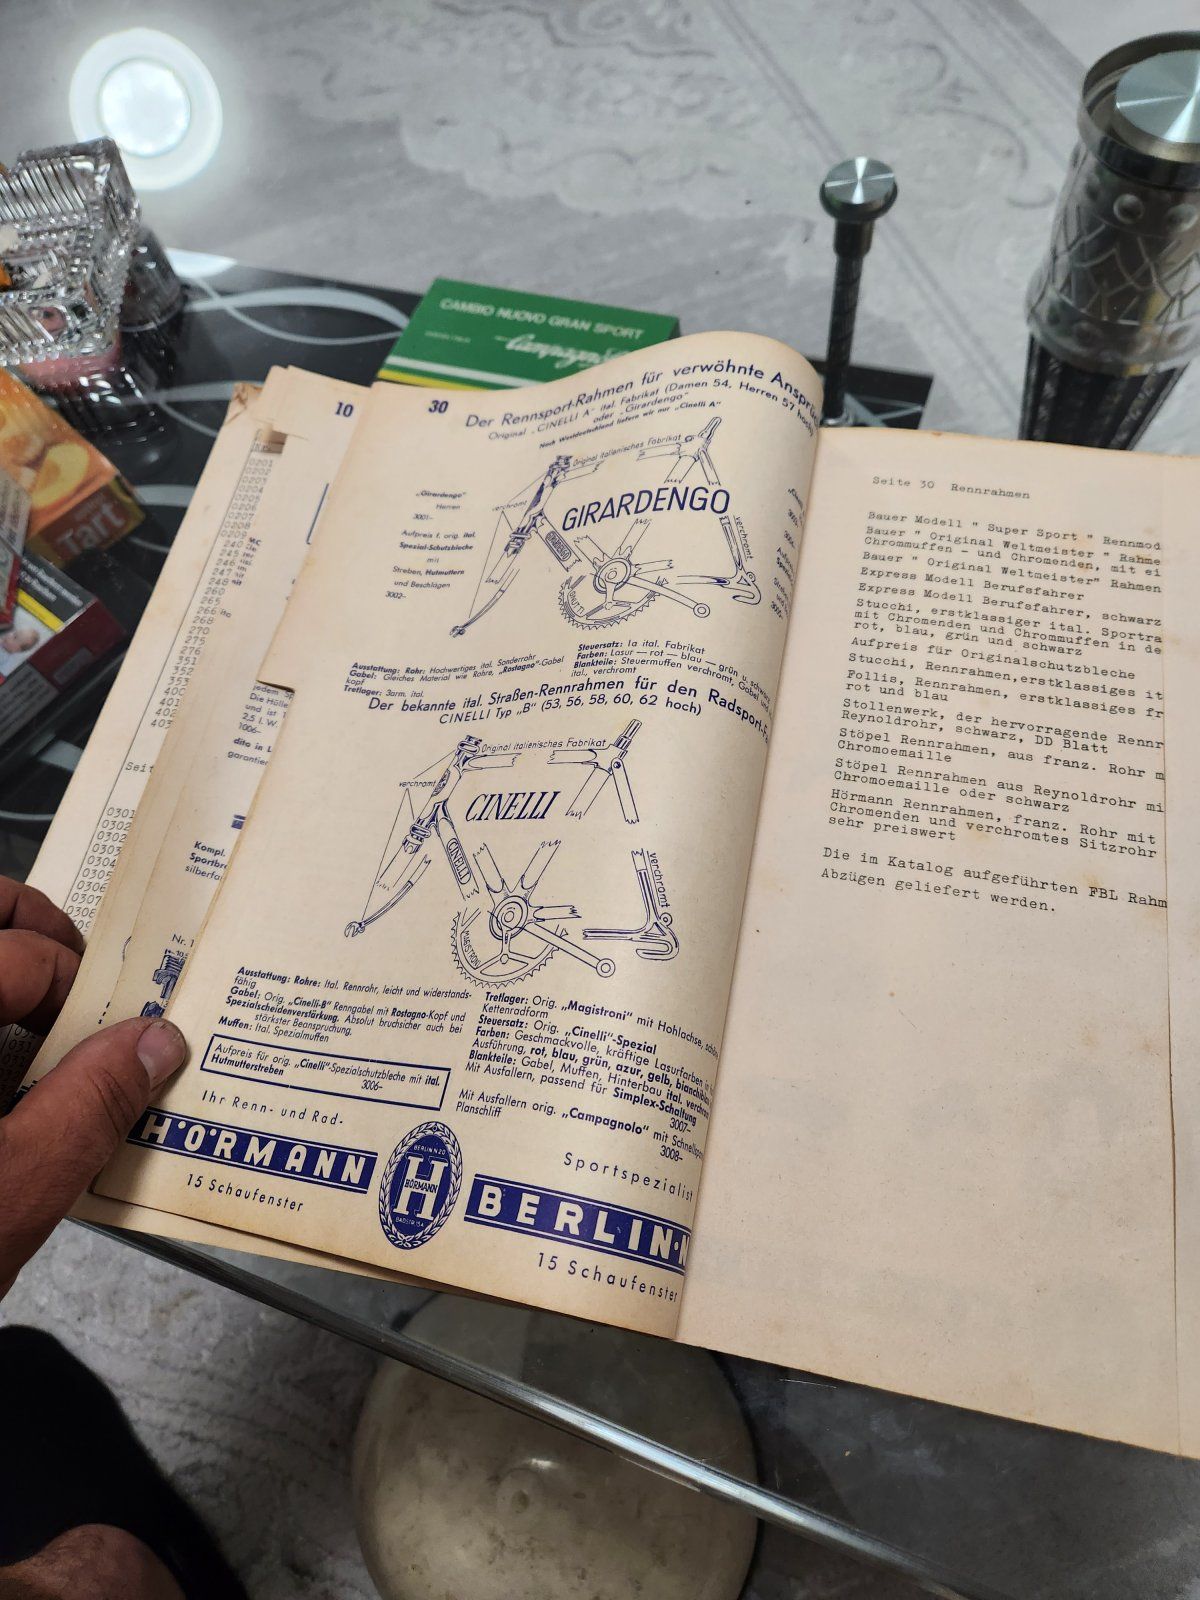 CAMBIO NUOVO GRAN SPORT
10
30
Der Rennsport-Rahmen für verwöhnte
Original „CINELLI A" ital. Fabrikat (Damen 54, Herren 57 hoch)
oder „Girardengo"
Nach Westdeutschland liefern wir nur „Cinelli A"
Original italienisches Fabrikat
„Girardengo"
Herren
3001–
Aufpreis f. orig. ital.
Spezial-Schutzbleche
mit
Streben, Hutmuttern
und Beschlägen
3002–
verchromt
GIRARDENGO
verchromt
Ausstattung: Rohr: Hochwertiges ital. Sonderrohr
Gabel: Gleiches Material wie Rohre, „Rostagno"-Gabel
kopf
Tretlager: 3arm. ital.
Steuersatz: 1a ital. Fabrikat
Farben: Lasur — rot — blau — grün u. schwarz
Blankteile: Steuermuffen verchromt, Gabel und
ital., verchromt
Der bekannte ital. Straßen-Rennrahmen für den Radsport-
CINELLI Typ „B" (53, 56, 58, 60, 62 hoch)
Original italienisches Fabrikat
verchromt
CINELLI
CINELLI
verchromt
Ausstattung: Rohre: Ital. Rennrohr, leicht und widerstands-
fähig
Gabel: Orig. „Cinelli-B" Renngabel mit Rostagno-Kopf und
Spezialscheidenverstärkung. Absolut bruchsicher auch bei
stärkster Beanspruchung.
Muffen: Ital. Spezialmuffen
Aufpreis für orig. „Cinelli"-Spezialschutzbleche mit ital.
Hutmutterstreben
3006–
Tretlager: Orig. „Magistroni" mit Hohlachse,
Kettenradform
Steuersatz: Orig. „Cinelli"-Spezial
Farben: Geschmackvolle, kräftige Lasurfarben in
Ausführung, rot, blau, grün, azur, gelb,
Blankteile: Gabel, Muffen, Hinterbau ital.
Mit Ausfallern, passend für Simplex-Schaltung
3007–
Mit Ausfallern orig. „Campagnolo" mit
Planschliff
3008–
Ihr Renn- und Rad-
Sportspezialist
HÖRMANN
BERLIN N 20
H
HÖRMANN
BADSTR. 15A
BERLIN·N
15 Schaufenster
15 Schaufenster
Seite 30 Rennrahmen
Bauer Modell " Super Sport " Rennmod
Bauer " Original Weltmeister " Rahme
Chrommuffen - und Chromenden, mit ei
Bauer " Original Weltmeister" Rahmen
Express Modell Berufsfahrer
Express Modell Berufsfahrer, schwarz
Stucchi, erstklassiger ital. Sportra
mit Chromenden und Chrommuffen in de
rot, blau, grün und schwarz
Aufpreis für Originalschutzbleche
Stucchi, Rennrahmen,erstklassiges it
Follis, Rennrahmen, erstklassiges fr
rot und blau
Stollenwerk, der hervorragende Rennr
Reynoldrohr, schwarz, DD Blatt
Stöpel Rennrahmen, aus franz. Rohr m
Chromoemaille
Stöpel Rennrahmen aus Reynoldrohr mi
Chromoemaille oder schwarz
Hörmann Rennrahmen, franz. Rohr mit
Chromenden und verchromtes Sitzrohr
sehr preiswert
Die im Katalog aufgeführten FBL Rahm
Abzügen geliefert werden.